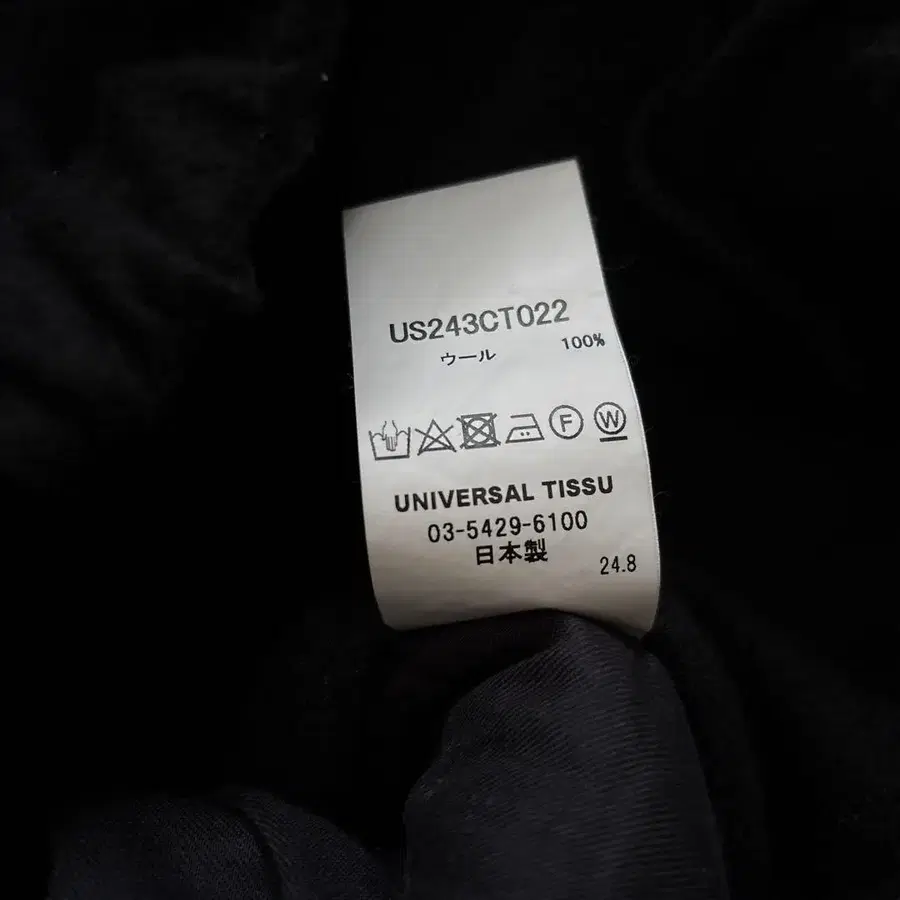 US243CT022
ウール 100%
F W
UNIVERSAL TISSU
03-5429-6100
日本製
24.8